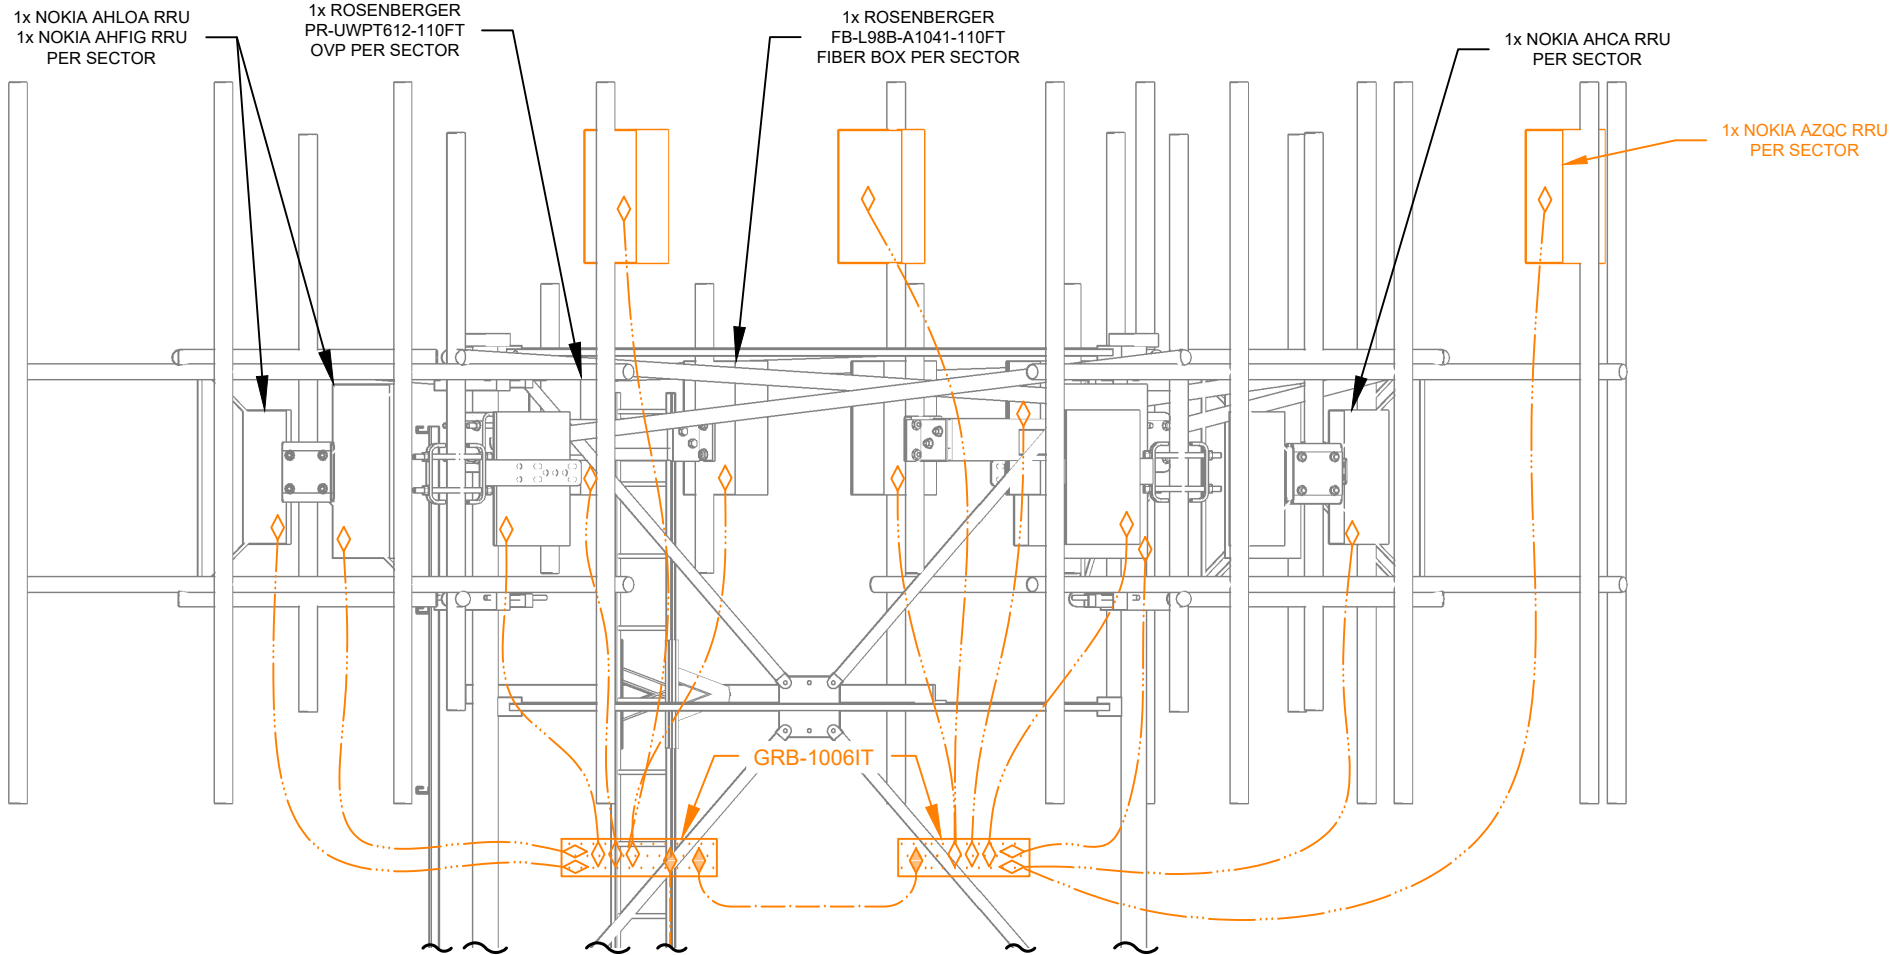 1x NOKIA AHLOA RRU
1x NOKIA AHFIG RRU
PER SECTOR
1x ROSENBERGER
PR-UWPT612-110FT
OVP PER SECTOR
1x ROSENBERGER
FB-L98B-A1041-110FT
FIBER BOX PER SECTOR
1x NOKIA AHCA RRU
PER SECTOR
1x NOKIA AZQC RRU
PER SECTOR
GRB-1006IT